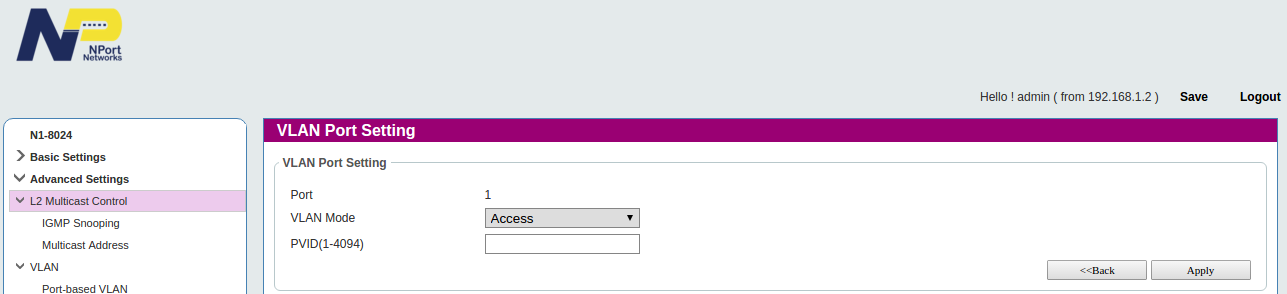 NP
NPort
Networks
Hello ! admin ( from 192.168.1.2 ) Save Logout
N1-8024
Basic Settings
Advanced Settings
L2 Multicast Control
IGMP Snooping
Multicast Address
VLAN
Port-based VLAN
VLAN Port Setting
VLAN Port Setting
Port 1
VLAN Mode Access
PVID(1-4094)
<<Back Apply